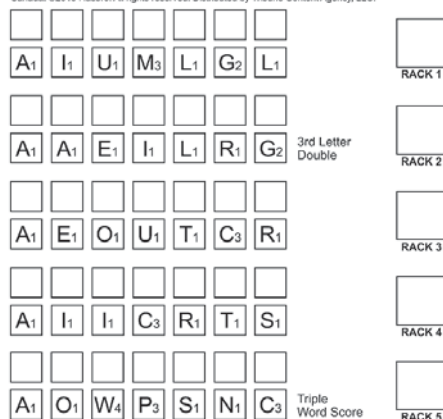 A1 I1 U1 M3 L1 G2 L1
RACK 1
A1 A1 E1 I1 L1 R1 G2
3rd Letter
Double
RACK 2
A1 E1 O1 U1 T1 C3 R1
RACK 3
A1 I1 I1 C3 R1 T1 S1
RACK 4
A1 O1 W4 P3 S1 N1 C3
Triple
Word Score
RACK 5